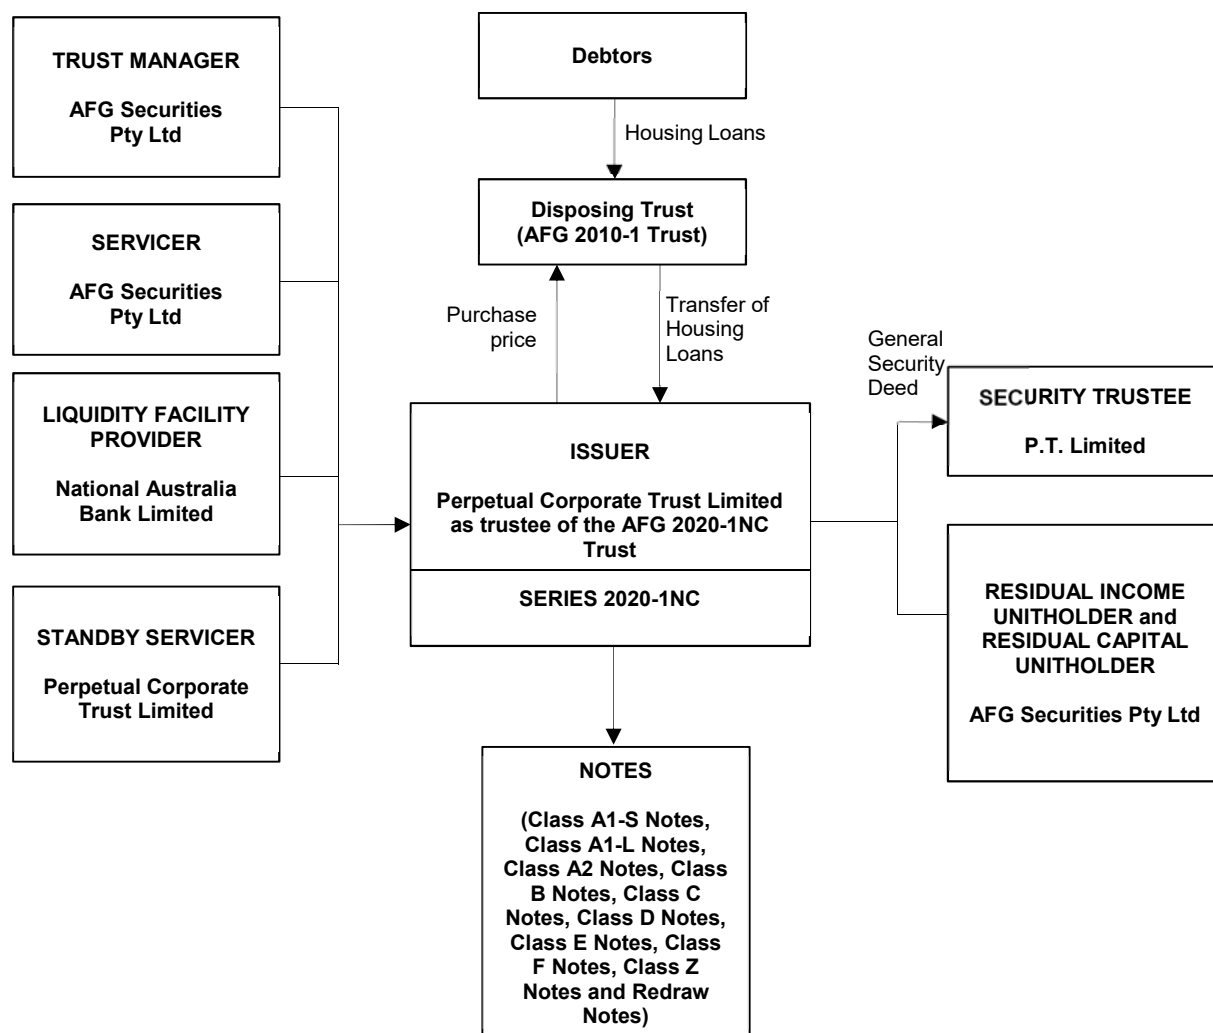 TRUST MANAGER
AFG Securities
Pty Ltd
SERVICER
AFG Securities
Pty Ltd
LIQUIDITY FACILITY
PROVIDER
National Australia
Bank Limited
STANDBY SERVICER
Perpetual Corporate
Trust Limited
Debtors
Housing Loans
Disposing Trust
(AFG 2010-1 Trust)
Purchase
price
Transfer of
Housing
Loans
ISSUER
Perpetual Corporate Trust Limited
as trustee of the AFG 2020-1NC
Trust
SERIES 2020-1NC
General
Security
Deed
SECURITY TRUSTEE
P.T. Limited
RESIDUAL INCOME
UNITHOLDER and
RESIDUAL CAPITAL
UNITHOLDER
AFG Securities Pty Ltd
NOTES
(Class A1-S Notes,
Class A1-L Notes,
Class A2 Notes, Class
B Notes, Class C
Notes, Class D Notes,
Class E Notes, Class
F Notes, Class Z
Notes and Redraw
Notes)